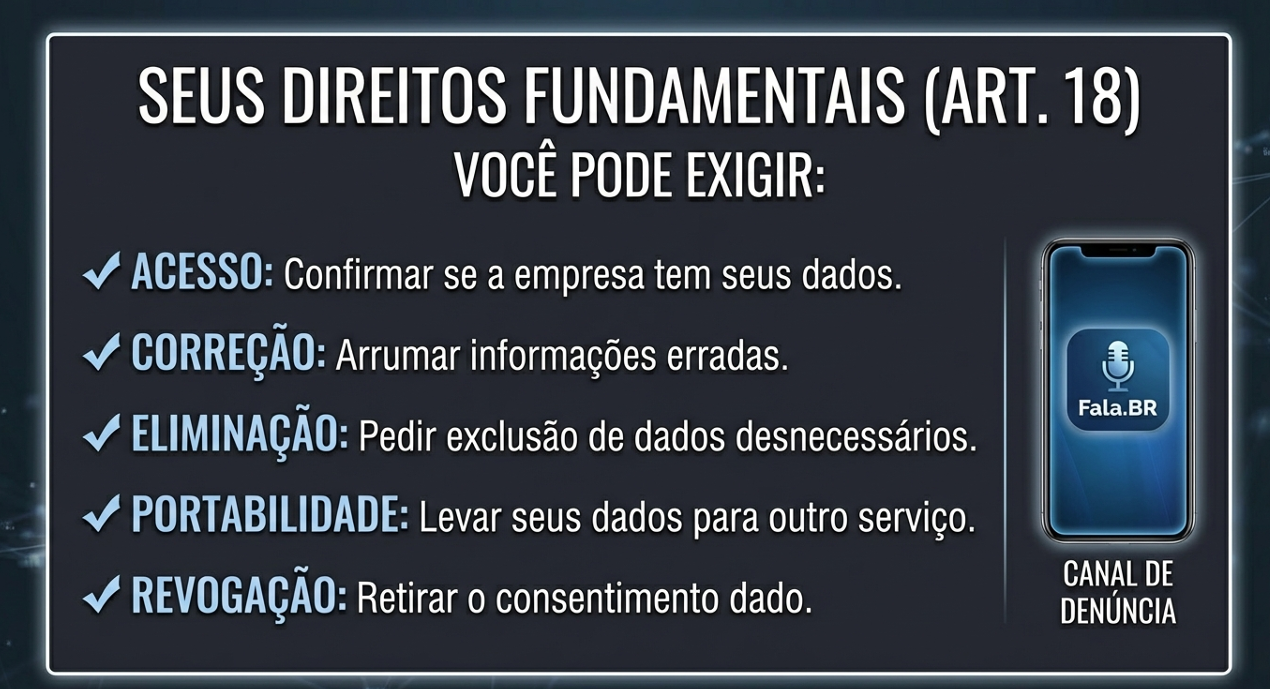 SEUS DIREITOS FUNDAMENTAIS (ART. 18)
VOCÊ PODE EXIGIR:
✓ ACESSO: Confirmar se a empresa tem seus dados.
✓ CORREÇÃO: Arrumar informações erradas.
✓ ELIMINAÇÃO: Pedir exclusão de dados desnecessários.
✓ PORTABILIDADE: Levar seus dados para outro serviço.
✓ REVOGAÇÃO: Retirar o consentimento dado.
Fala.BR
CANAL DE
DENÚNCIA